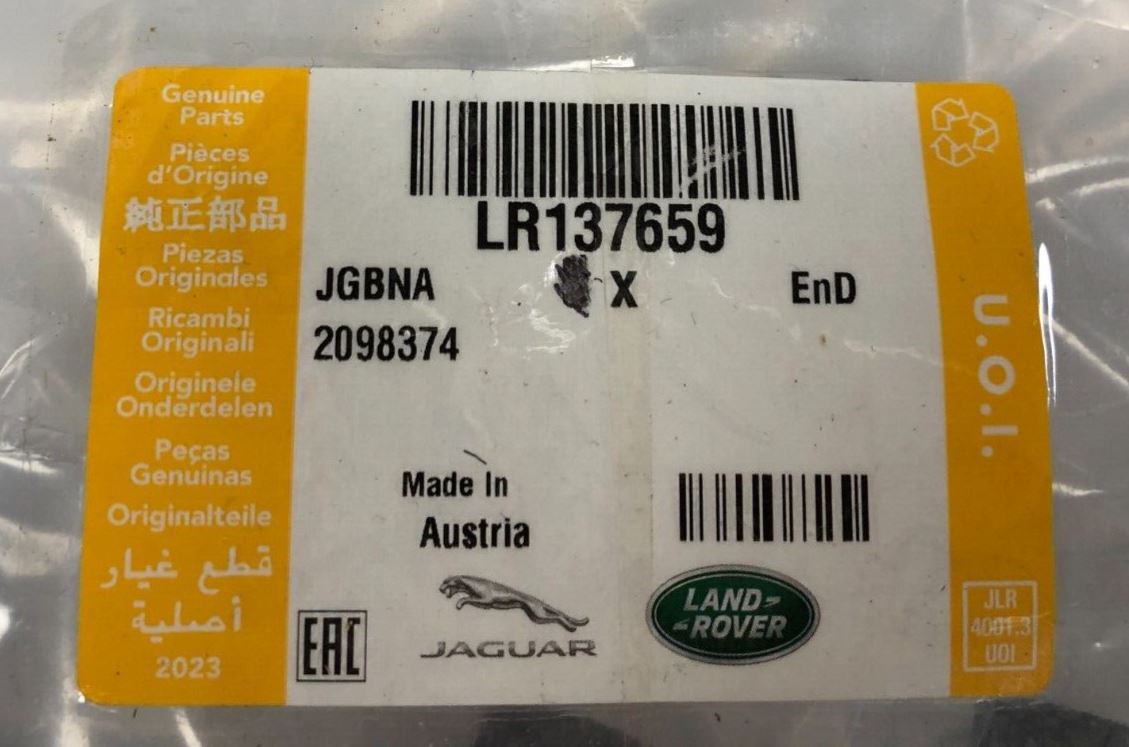 Genuine
Parts
Pièces
d'Origine
純正部品
Piezas
Originales
Ricambi
Originali
Originele
Onderdelen
Peças
Genuinas
Originalteile
قطع غيار
أصلية
2023
LR137659
JGBNA
X
EnD
2098374
Made In
Austria
EAC
JAGUAR
LAND
ROVER
U.O.I.
JLR
4001.3
UOI